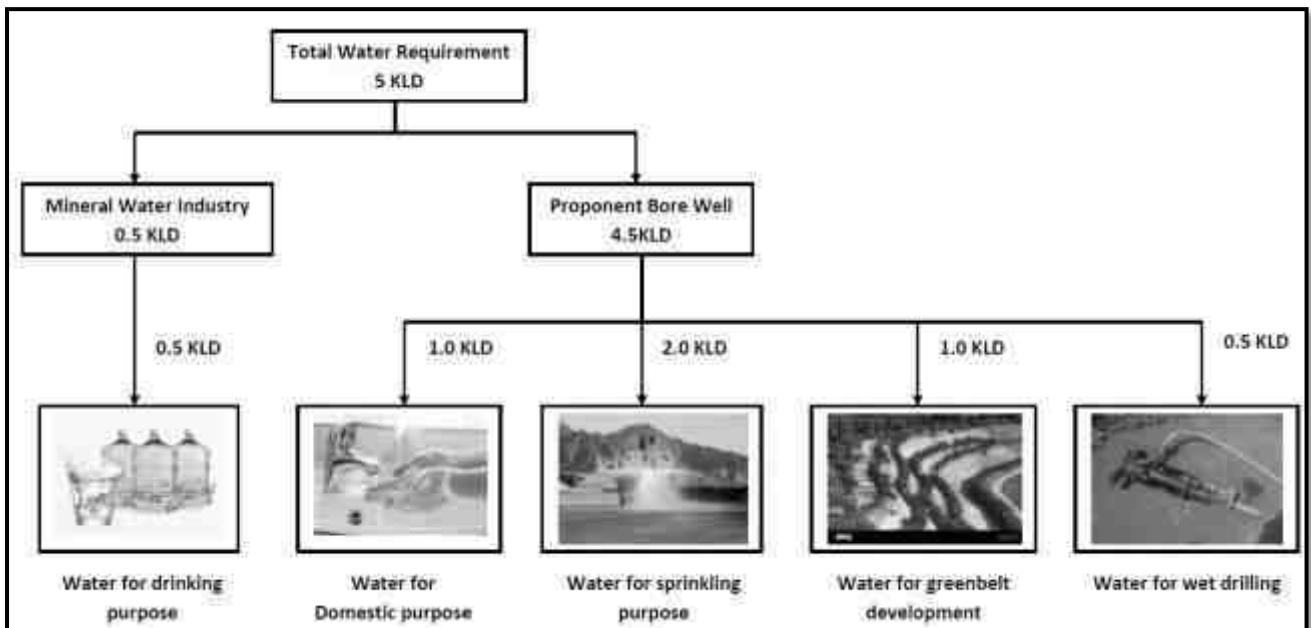 Total Water Requirement
5 KLD
Mineral Water Industry
0.5 KLD
Proponent Bore Well
4.5KLD
0.5 KLD
1.0 KLD
2.0 KLD
1.0 KLD
0.5 KLD
Water for drinking
purpose
Water for
Domestic purpose
Water for sprinkling
purpose
Water for greenbelt
development
Water for wet drilling